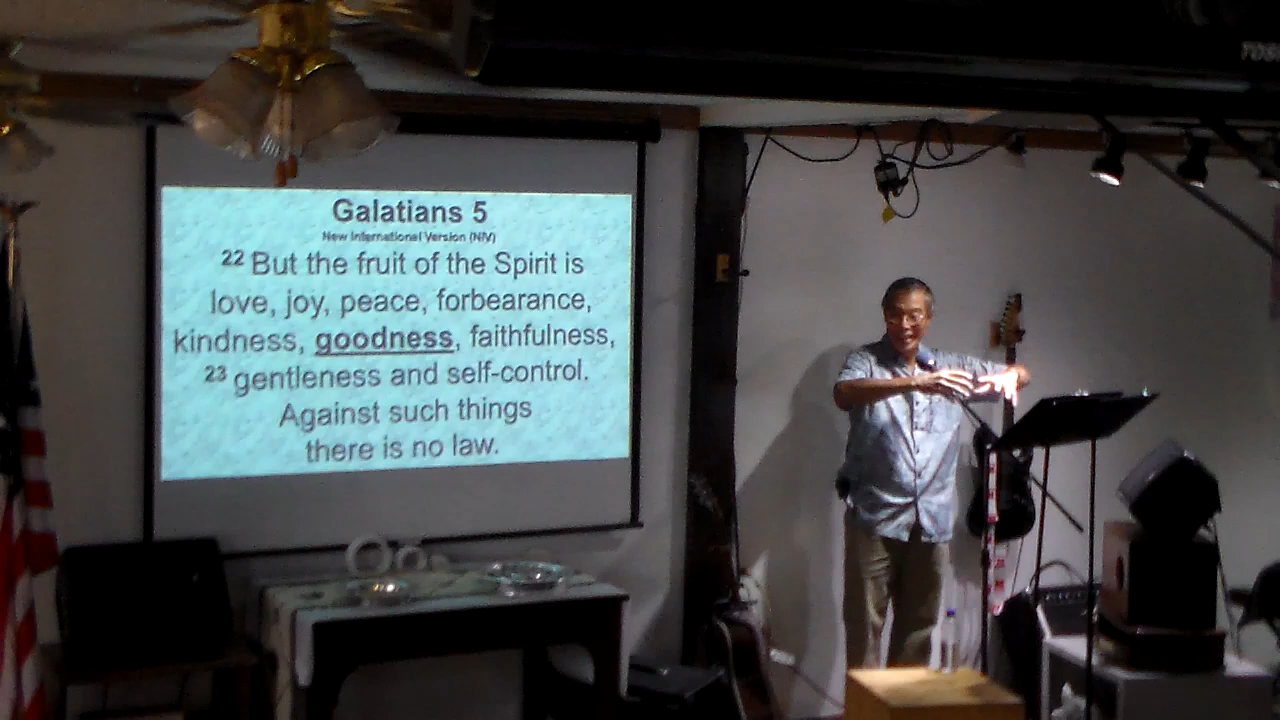 Galatians 5
New International Version (NIV)
22 But the fruit of the Spirit is
love, joy, peace, forbearance,
kindness, goodness, faithfulness,
23 gentleness and self-control.
Against such things
there is no law.